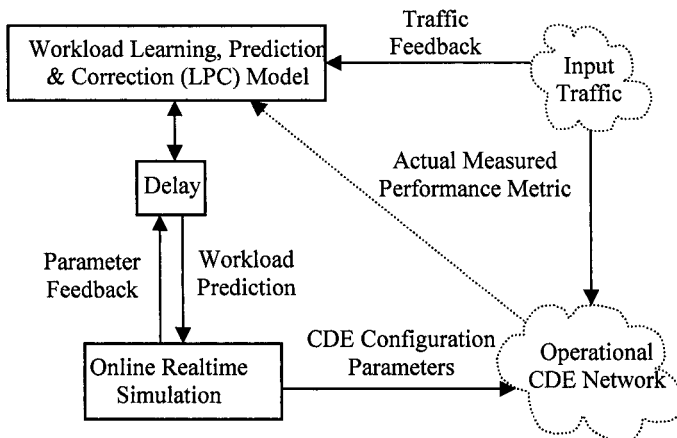 Workload Learning, Prediction
& Correction (LPC) Model
Traffic
Feedback
Input
Traffic
Actual Measured
Performance Metric
Delay
Parameter
Feedback
Workload
Prediction
Online Realtime
Simulation
CDE Configuration
Parameters
Operational
CDE Network